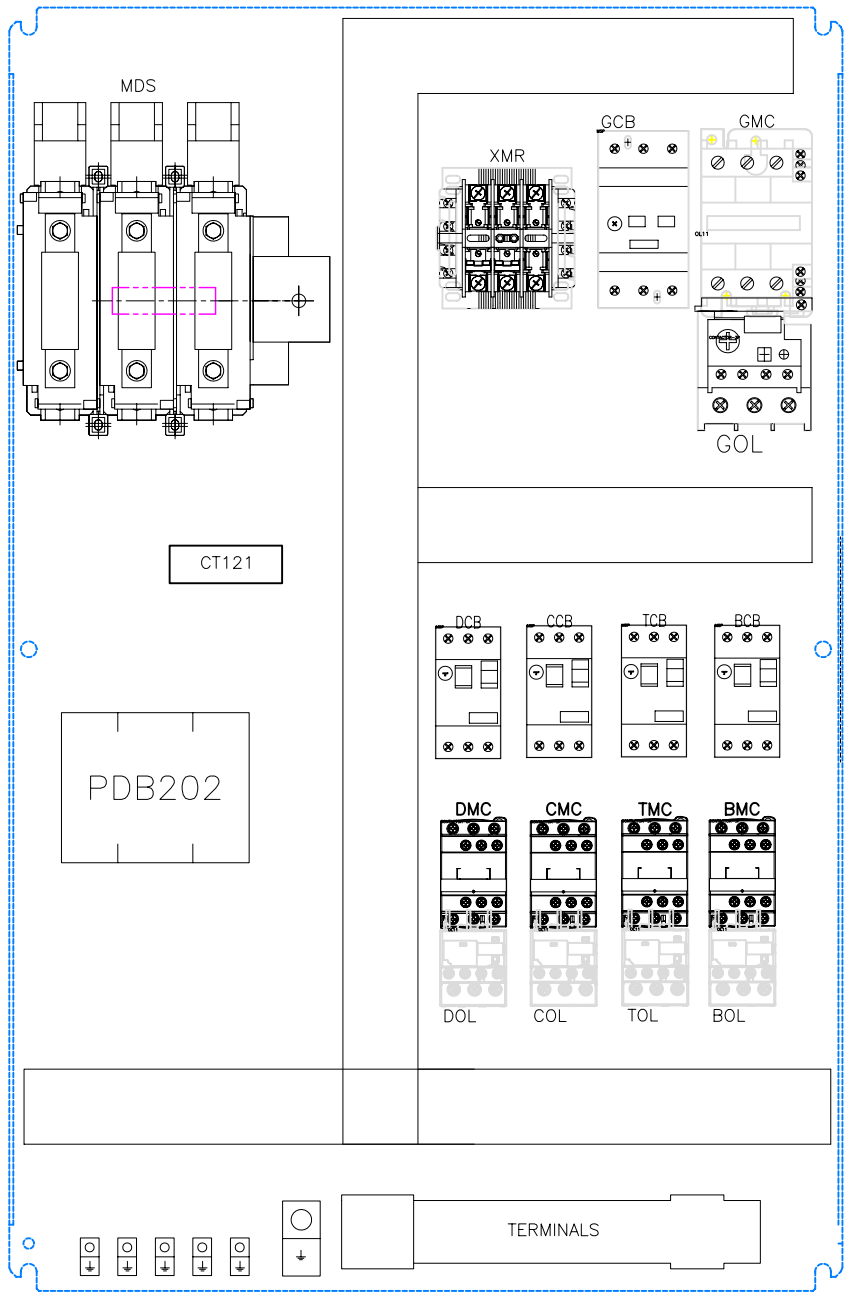 MDS
XMR
GCB
GMC
OL11
GOL
CT121
DCB
CCB
TCB
BCB
PDB202
DMC
CMC
TMC
BMC
DOL
COL
TOL
BOL
TERMINALS